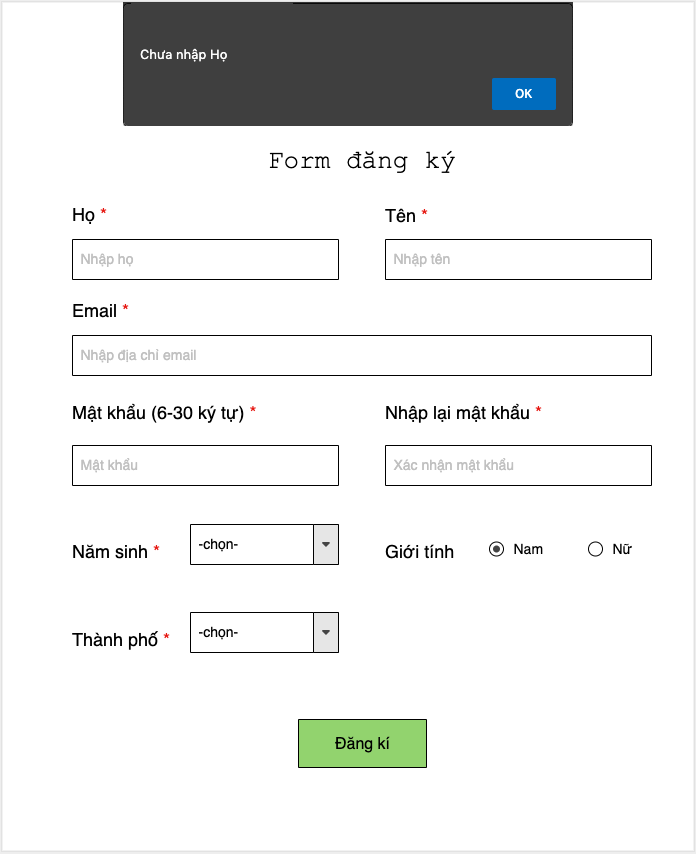 Chưa nhập Họ
OK
Form đăng ký
Họ *
Tên *
Nhập họ
Nhập tên
Email *
Nhập địa chỉ email
Mật khẩu (6-30 ký tự) *
Nhập lại mật khẩu *
Mật khẩu
Xác nhận mật khẩu
Năm sinh *
-chọn-
Giới tính
Nam
Nữ
Thành phố *
-chọn-
Đăng kí